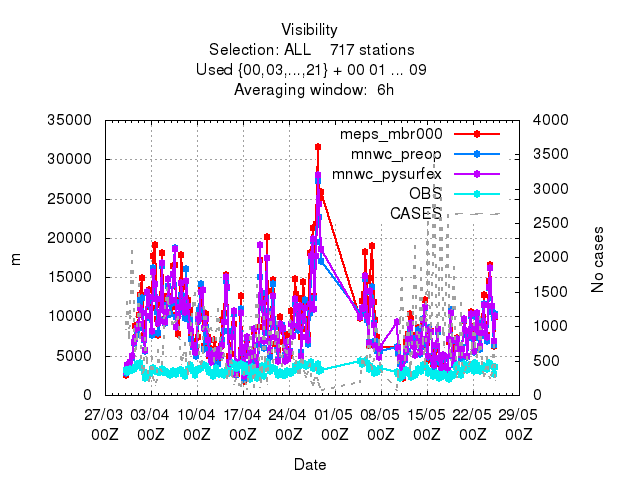 Visibility
Selection: ALL    717 stations
Used {00,03,...,21} + 00 01 ... 09
Averaging window:  6h
35000
30000
25000
20000
15000
10000
5000
0
m
4000
3500
3000
2500
2000
1500
1000
500
0
No cases
meps_mbr000
mnwc_preop
mnwc_pysurfex
OBS
CASES
27/03 03/04 10/04 17/04 24/04 01/05 08/05 15/05 22/05 29/05
00Z 00Z 00Z 00Z 00Z 00Z 00Z 00Z 00Z 00Z
Date